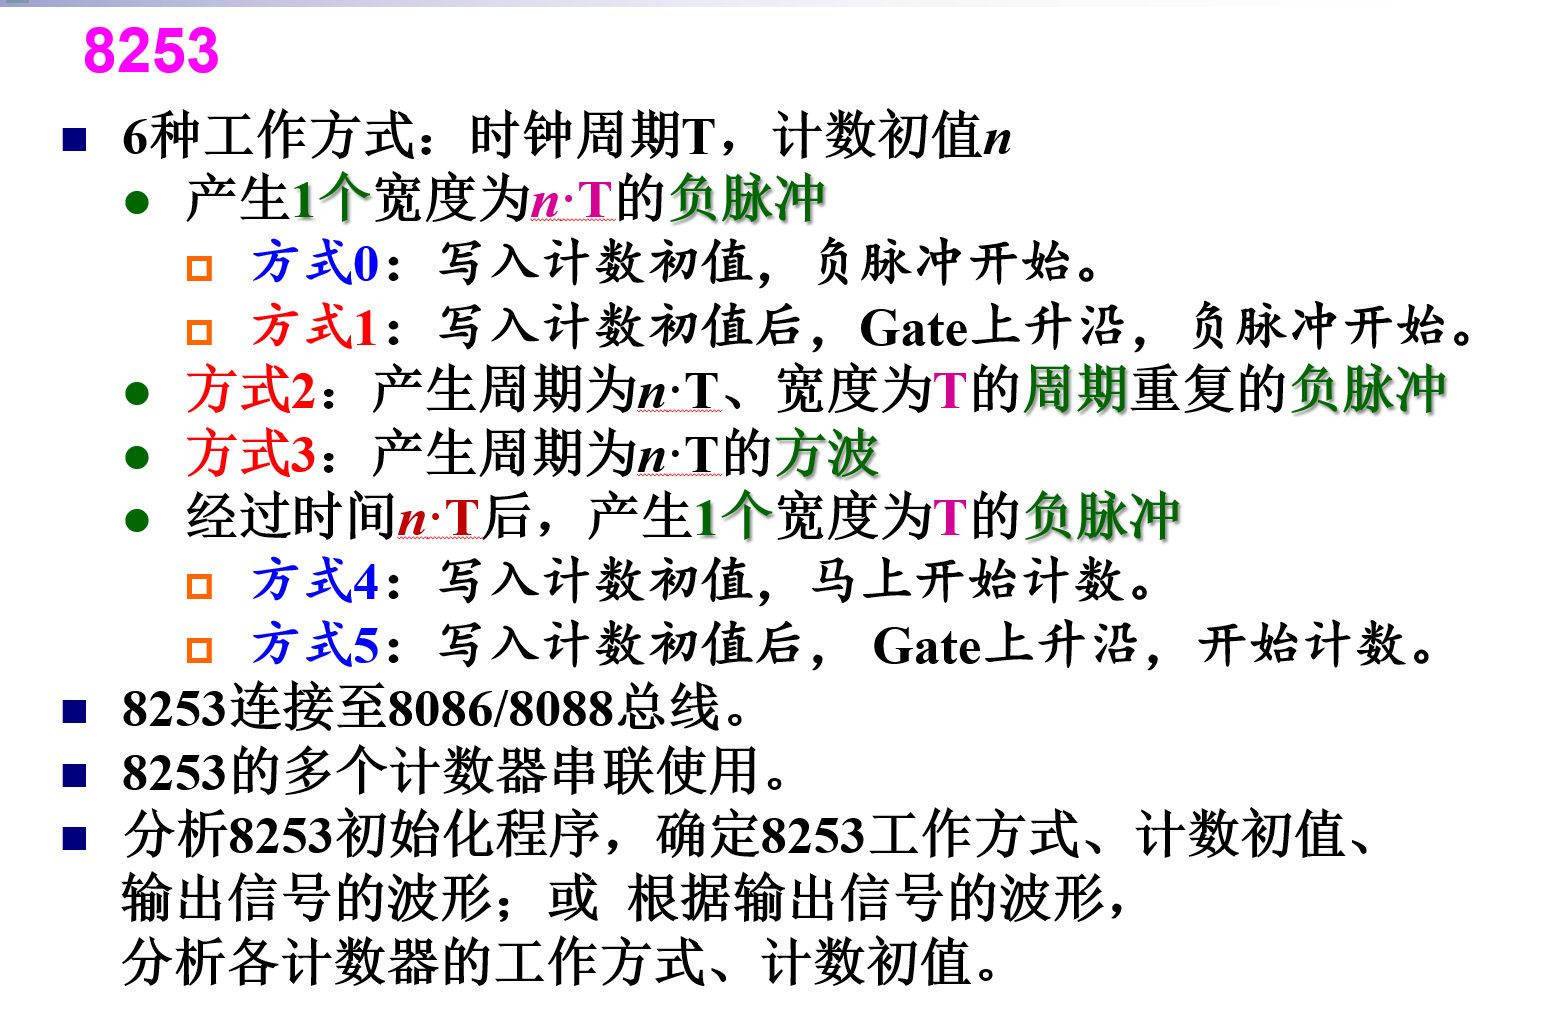 8253
6种工作方式：时钟周期T，计数初值n
产生1个宽度为n·T的负脉冲
方式0：写入计数初值，负脉冲开始。
方式1：写入计数初值后，Gate上升沿，负脉冲开始。
方式2：产生周期为n·T、宽度为T的周期重复的负脉冲
方式3：产生周期为n·T的方波
经过时间n·T后，产生1个宽度为T的负脉冲
方式4：写入计数初值，马上开始计数。
方式5：写入计数初值后， Gate上升沿，开始计数。
8253连接至8086/8088总线。
8253的多个计数器串联使用。
分析8253初始化程序，确定8253工作方式、计数初值、
输出信号的波形；或 根据输出信号的波形，
分析各计数器的工作方式、计数初值。